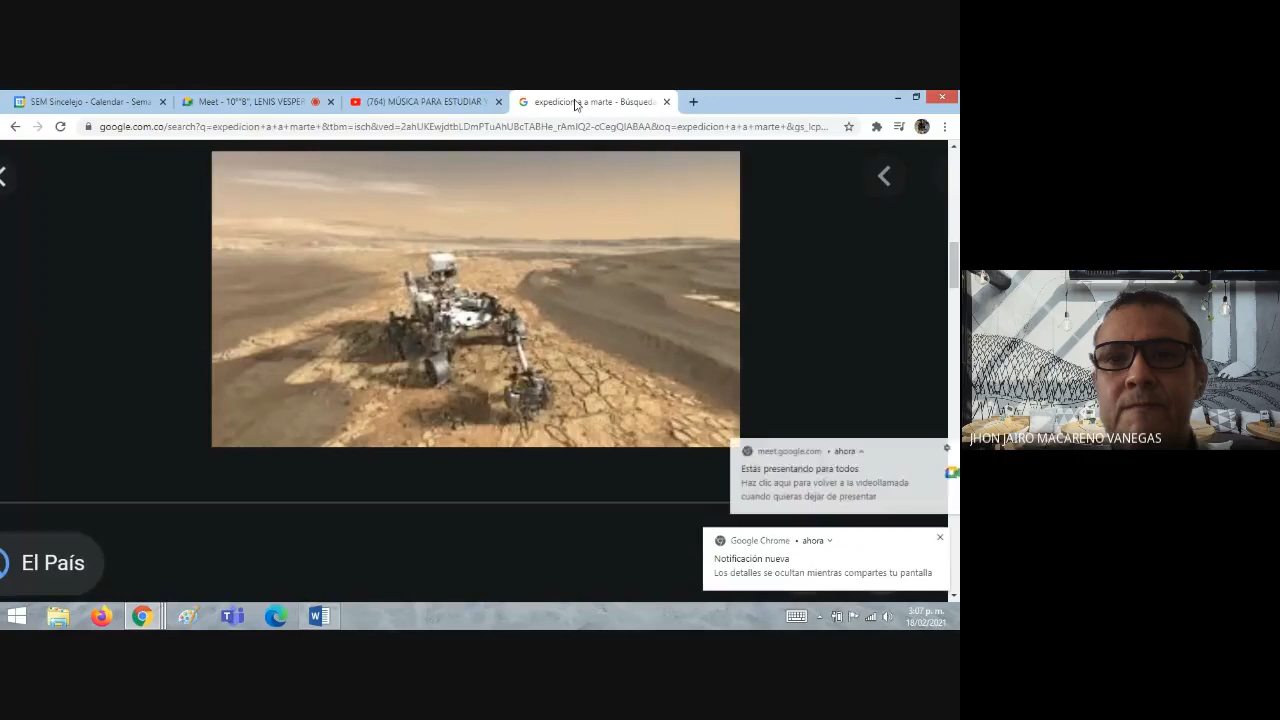 SEM Sincelejo - Calendar - Sema
Meet - 10°"8", LENIS VESPER
(764) MÚSICA PARA ESTUDIAR Y
expedicion a a marte - Búsqueda
google.com.co/search?q=expedicion+a+a+marte+&tbm=isch&ved=2ahUKEwjdtbLDmPTuAhUBcTABHe_rAmIQ2-cCegQIABAA&oq=expedicion+a+a+marte+&gs_lcp...
meet.google.com • ahora
Estás presentando para todos
Haz clic aquí para volver a la videollamada
cuando quieras dejar de presentar
JHON JAIRO MACARENO VANEGAS
Google Chrome • ahora
Notificación nueva
Los detalles se ocultan mientras compartes tu pantalla
El País
3:07 p. m.
18/02/2021